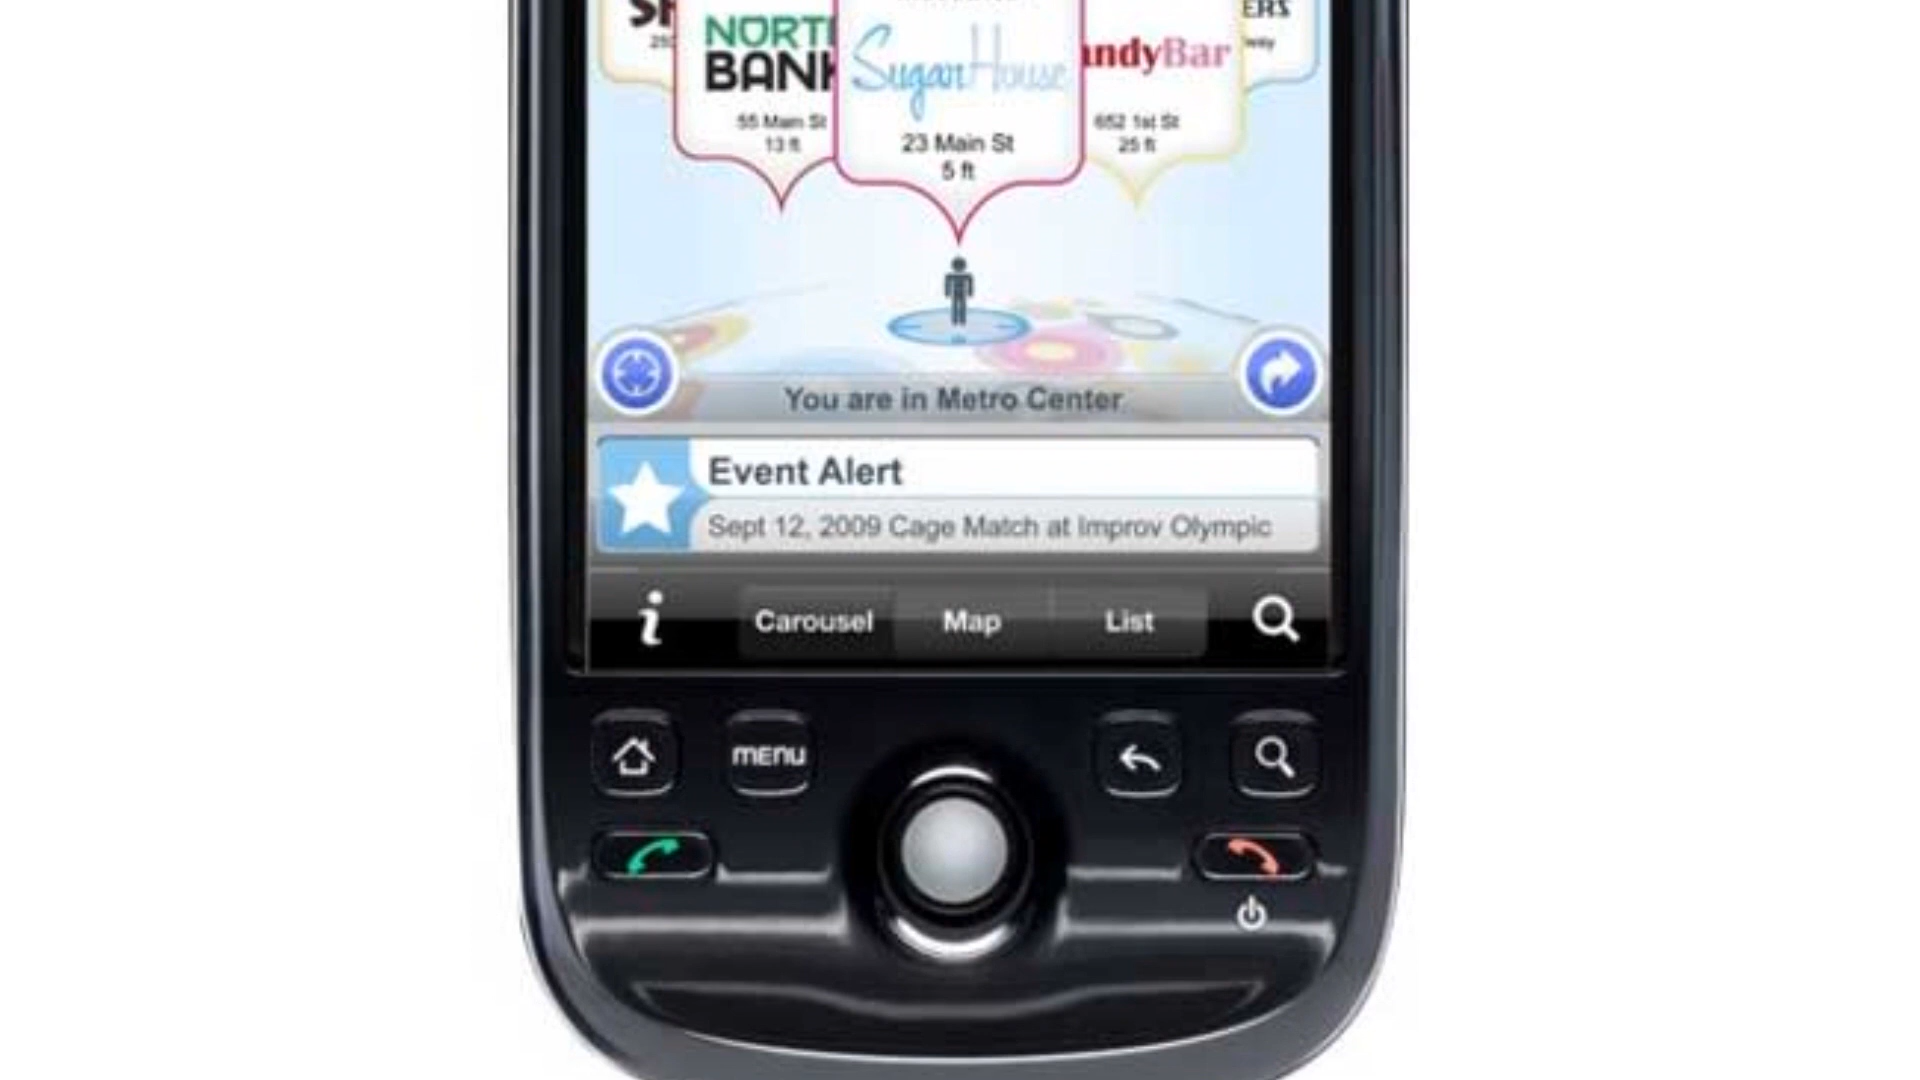 NORT
BANK
55 Main St
13 ft
SugarHouse
23 Main St
5 ft
andyBar
652 1st St
25 ft
ERS
You are in Metro Center
Event Alert
Sept 12, 2009 Cage Match at Improv Olympic
i
Carousel
Map
List
MENU